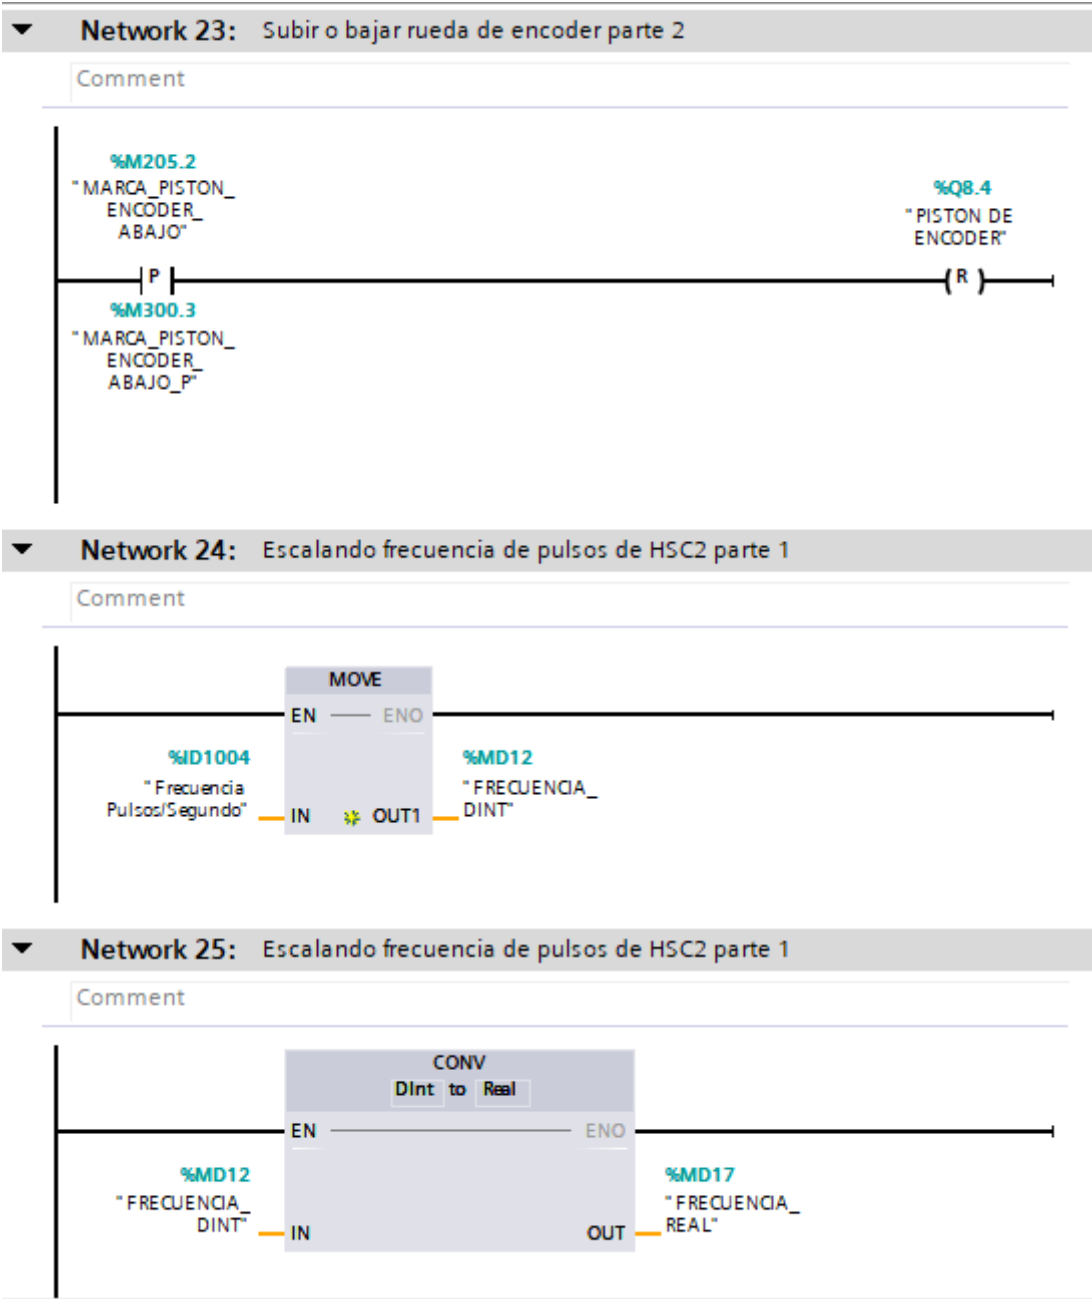 Network 23: Subir o bajar rueda de encoder parte 2
Comment
%M205.2
"MARCA_PISTON_
ENCODER_
ABAJO"
P
%M300.3
"MARCA_PISTON_
ENCODER_
ABAJO_P"
%Q8.4
"PISTON DE
ENCODER"
R
Network 24: Escalando frecuencia de pulsos de HSC2 parte 1
Comment
MOVE
EN ENO
%ID1004
"Frecuencia
Pulsos/Segundo"
IN OUT1
%MD12
"FRECUENCIA_
DINT"
Network 25: Escalando frecuencia de pulsos de HSC2 parte 1
Comment
CONV
DInt to Real
EN ENO
%MD12
"FRECUENCIA_
DINT"
IN OUT
%MD17
"FRECUENCIA_
REAL"